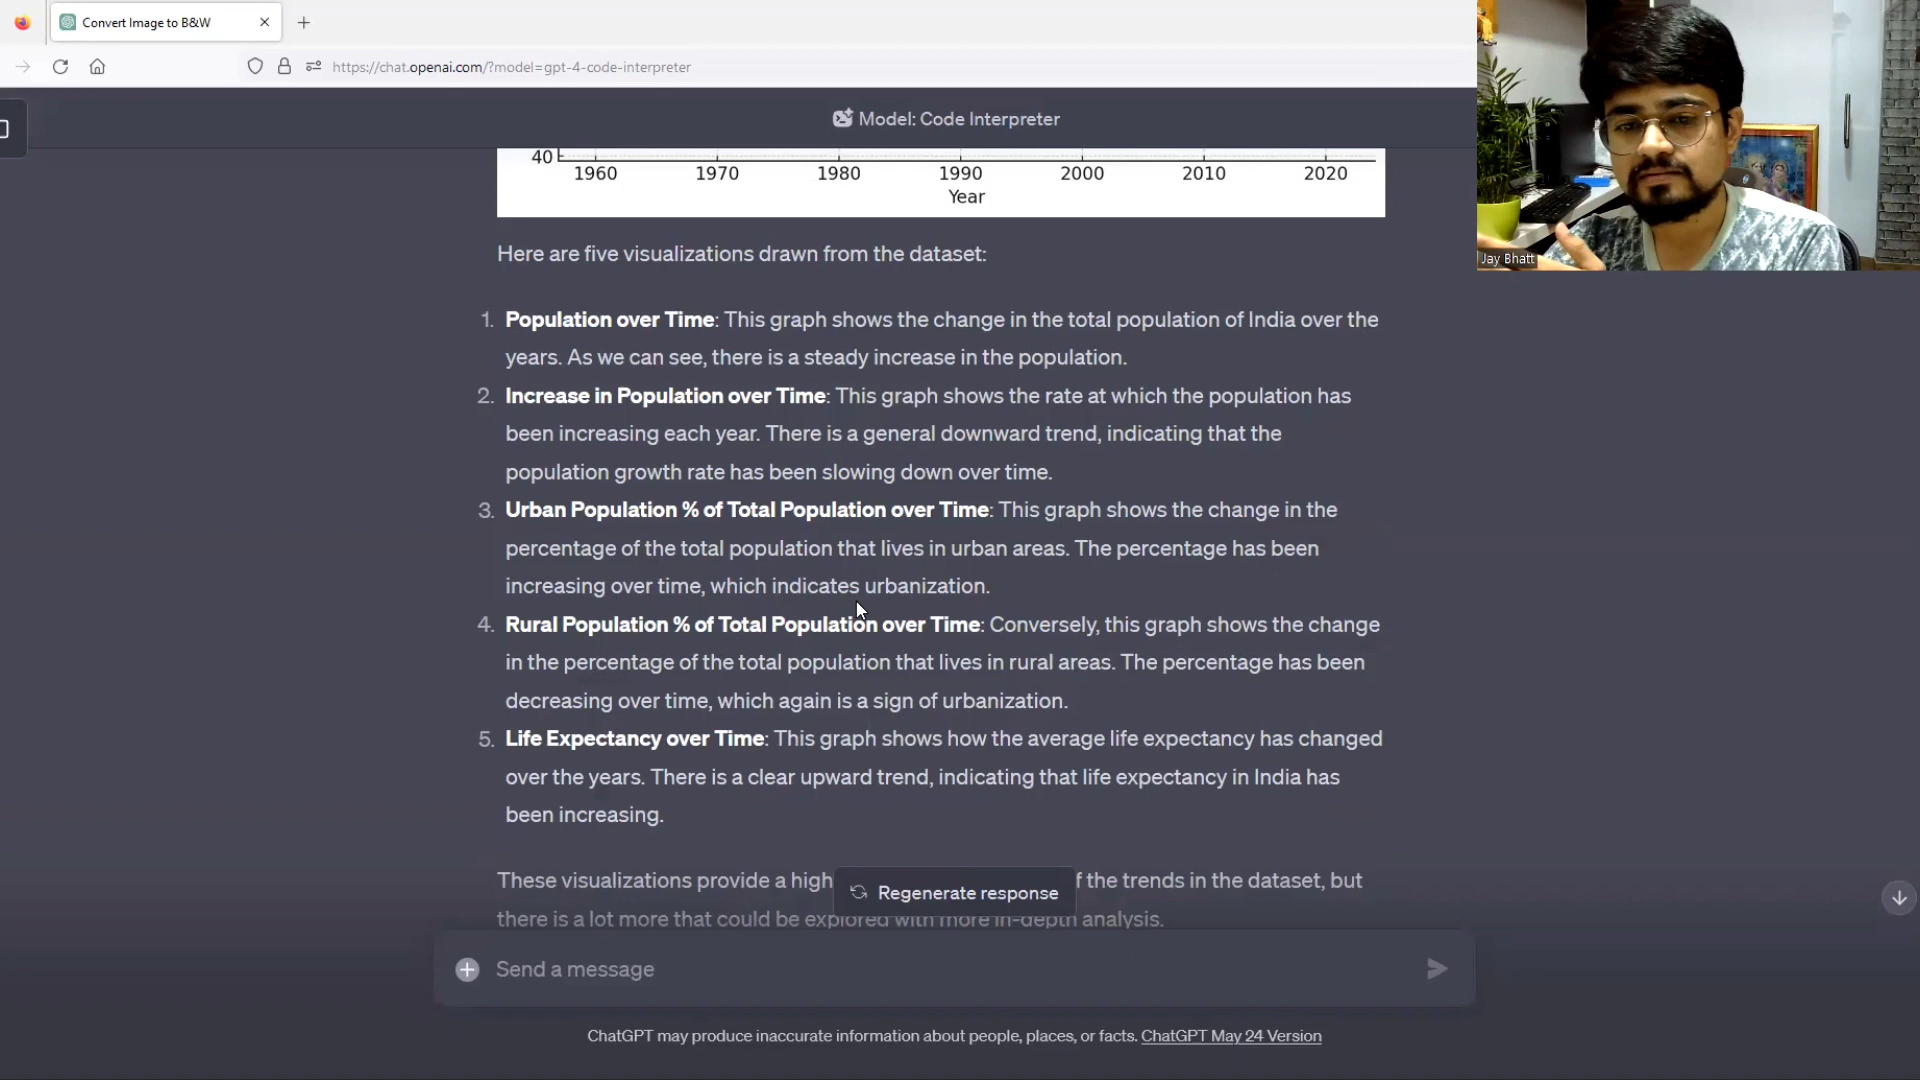 Convert Image to B&W
https://chat.openai.com/?model=gpt-4-code-interpreter
Model: Code Interpreter
40
1960 1970 1980 1990 2000 2010 2020
Year
Jay Bhatt
Here are five visualizations drawn from the dataset:
1. Population over Time: This graph shows the change in the total population of India over the
years. As we can see, there is a steady increase in the population.
2. Increase in Population over Time: This graph shows the rate at which the population has
been increasing each year. There is a general downward trend, indicating that the
population growth rate has been slowing down over time.
3. Urban Population % of Total Population over Time: This graph shows the change in the
percentage of the total population that lives in urban areas. The percentage has been
increasing over time, which indicates urbanization.
4. Rural Population % of Total Population over Time: Conversely, this graph shows the change
in the percentage of the total population that lives in rural areas. The percentage has been
decreasing over time, which again is a sign of urbanization.
5. Life Expectancy over Time: This graph shows how the average life expectancy has changed
over the years. There is a clear upward trend, indicating that life expectancy in India has
been increasing.
These visualizations provide a high
Regenerate response
f the trends in the dataset, but
there is a lot more that could be explored with more in-depth analysis.
Send a message
ChatGPT may produce inaccurate information about people, places, or facts. ChatGPT May 24 Version